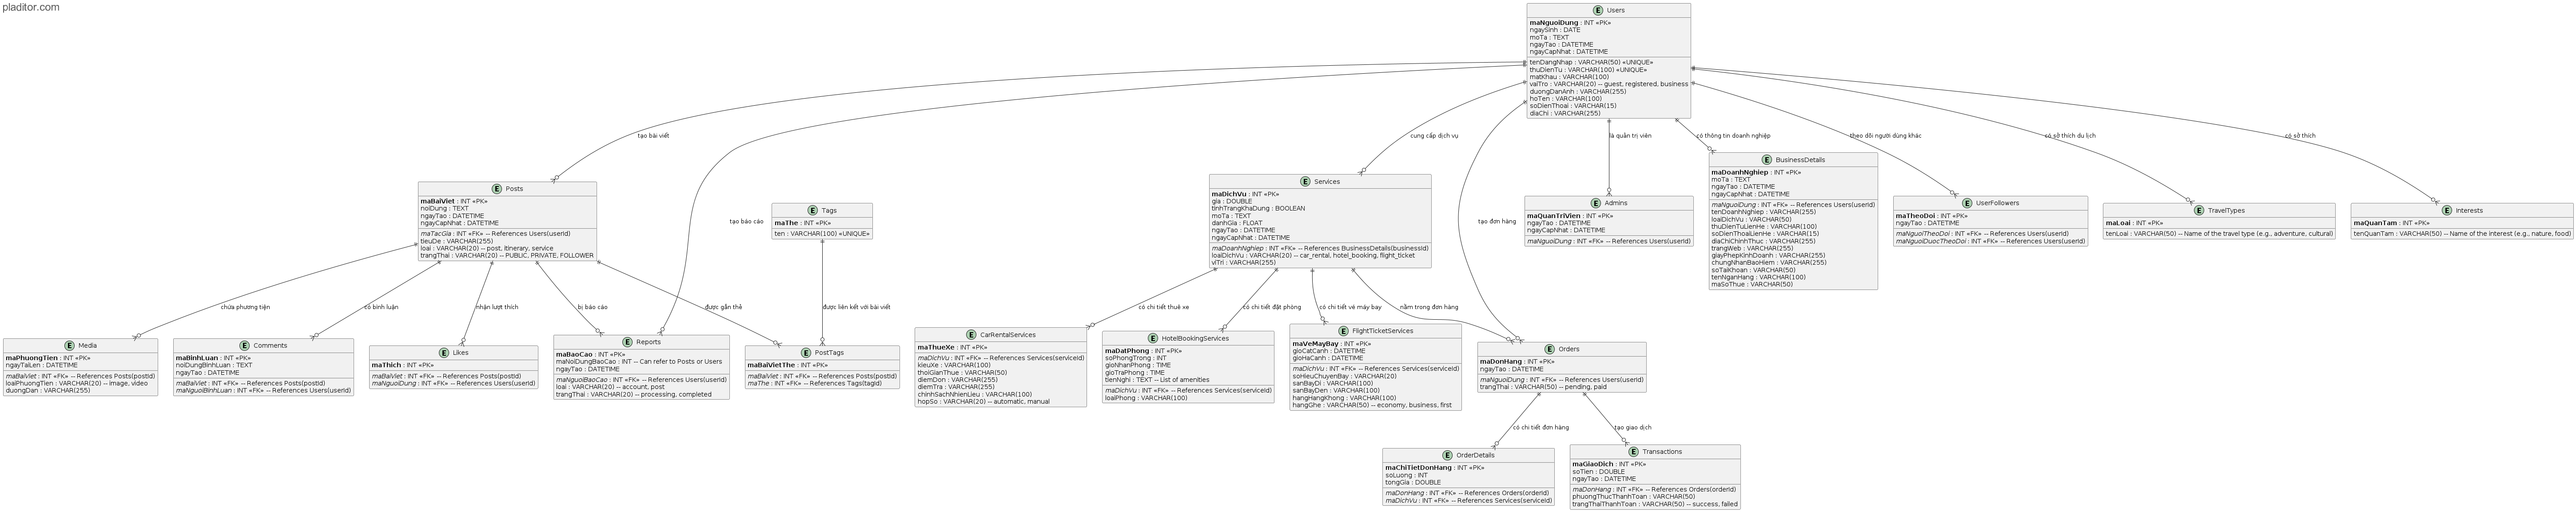 pladitor.com
E Users
maNguoiDung : INT «PK»
ngaySinh : DATE
moTa : TEXT
ngayTao : DATETIME
ngayCapNhat : DATETIME
tenDangNhap : VARCHAR(50) «UNIQUE»
thuDienTu : VARCHAR(100) «UNIQUE»
matKhau : VARCHAR(100)
vaiTro : VARCHAR(20) -- guest, registered, business
duongDanAnh : VARCHAR(255)
hoTen : VARCHAR(100)
soDienThoai : VARCHAR(15)
diaChi : VARCHAR(255)
tạo bài viết
cung cấp dịch vụ
là quản trị viên
có thông tin doanh nghiệp
theo dõi người dùng khác
có sở thích du lịch
có sở thích
E Posts
maBaiViet : INT «PK»
noiDung : TEXT
ngayTao : DATETIME
ngayCapNhat : DATETIME
maTacGia : INT «FK» -- References Users(userId)
tieuDe : VARCHAR(255)
loai : VARCHAR(20) -- post, itinerary, service
trangThai : VARCHAR(20) -- PUBLIC, PRIVATE, FOLLOWER
tạo báo cáo
E Tags
maThe : INT «PK»
ten : VARCHAR(100) «UNIQUE»
E Services
maDichVu : INT «PK»
gia : DOUBLE
tinhTrangKhaDung : BOOLEAN
moTa : TEXT
danhGia : FLOAT
ngayTao : DATETIME
ngayCapNhat : DATETIME
maDoanhNghiep : INT «FK» -- References BusinessDetails(businessId)
loaiDichVu : VARCHAR(20) -- car_rental, hotel_booking, flight_ticket
viTri : VARCHAR(255)
tạo đơn hàng
E Admins
maQuanTriVien : INT «PK»
ngayTao : DATETIME
ngayCapNhat : DATETIME
maNguoiDung : INT «FK» -- References Users(userId)
E BusinessDetails
maDoanhNghiep : INT «PK»
moTa : TEXT
ngayTao : DATETIME
ngayCapNhat : DATETIME
maNguoiDung : INT «FK» -- References Users(userId)
tenDoanhNghiep : VARCHAR(255)
loaiDichVu : VARCHAR(50)
thuDienTuLienHe : VARCHAR(100)
soDienThoaiLienHe : VARCHAR(15)
diaChiChinhThuc : VARCHAR(255)
trangWeb : VARCHAR(255)
giayPhepKinhDoanh : VARCHAR(255)
chungNhanBaoHiem : VARCHAR(255)
soTaiKhoan : VARCHAR(50)
tenNganHang : VARCHAR(100)
maSoThue : VARCHAR(50)
E UserFollowers
maTheoDoi : INT «PK»
ngayTao : DATETIME
maNguoiTheoDoi : INT «FK» -- References Users(userId)
maNguoiDuocTheoDoi : INT «FK» -- References Users(userId)
E TravelTypes
maLoai : INT «PK»
tenLoai : VARCHAR(50) -- Name of the travel type (e.g., adventure, cultural)
E Interests
maQuanTam : INT «PK»
tenQuanTam : VARCHAR(50) -- Name of the interest (e.g., nature, food)
chứa phương tiện
có bình luận
nhận lượt thích
bị báo cáo
được gắn thẻ
được liên kết với bài viết
có chi tiết thuê xe
có chi tiết đặt phòng
có chi tiết vé máy bay
nằm trong đơn hàng
E Media
maPhuongTien : INT «PK»
ngayTaiLen : DATETIME
maBaiViet : INT «FK» -- References Posts(postId)
loaiPhuongTien : VARCHAR(20) -- image, video
duongDan : VARCHAR(255)
E Comments
maBinhLuan : INT «PK»
noiDungBinhLuan : TEXT
ngayTao : DATETIME
maBaiViet : INT «FK» -- References Posts(postId)
maNguoiBinhLuan : INT «FK» -- References Users(userId)
E Likes
maThich : INT «PK»
maBaiViet : INT «FK» -- References Posts(postId)
maNguoiDung : INT «FK» -- References Users(userId)
E Reports
maBaoCao : INT «PK»
maNoiDungBaoCao : INT -- Can refer to Posts or Users
ngayTao : DATETIME
maNguoiBaoCao : INT «FK» -- References Users(userId)
loai : VARCHAR(20) -- account, post
trangThai : VARCHAR(20) -- processing, completed
E PostTags
maBaiVietThe : INT «PK»
maBaiViet : INT «FK» -- References Posts(postId)
maThe : INT «FK» -- References Tags(tagId)
E CarRentalServices
maThueXe : INT «PK»
maDichVu : INT «FK» -- References Services(serviceId)
kieuXe : VARCHAR(100)
thoiGianThue : VARCHAR(50)
diemDon : VARCHAR(255)
diemTra : VARCHAR(255)
chinhSachNhienLieu : VARCHAR(100)
hopSo : VARCHAR(20) -- automatic, manual
E HotelBookingServices
maDatPhong : INT «PK»
soPhongTrong : INT
gioNhanPhong : TIME
gioTraPhong : TIME
tienNghi : TEXT -- List of amenities
maDichVu : INT «FK» -- References Services(serviceId)
loaiPhong : VARCHAR(100)
E FlightTicketServices
maVeMayBay : INT «PK»
gioCatCanh : DATETIME
gioHaCanh : DATETIME
maDichVu : INT «FK» -- References Services(serviceId)
soHieuChuyenBay : VARCHAR(20)
sanBayDi : VARCHAR(100)
sanBayDen : VARCHAR(100)
hangHangKhong : VARCHAR(100)
hangGhe : VARCHAR(50) -- economy, business, first
E Orders
maDonHang : INT «PK»
ngayTao : DATETIME
maNguoiDung : INT «FK» -- References Users(userId)
trangThai : VARCHAR(50) -- pending, paid
có chi tiết đơn hàng
tạo giao dịch
E OrderDetails
maChiTietDonHang : INT «PK»
soLuong : INT
tongGia : DOUBLE
maDonHang : INT «FK» -- References Orders(orderId)
maDichVu : INT «FK» -- References Services(serviceId)
E Transactions
maGiaoDich : INT «PK»
soTien : DOUBLE
ngayTao : DATETIME
maDonHang : INT «FK» -- References Orders(orderId)
phuongThucThanhToan : VARCHAR(50)
trangThaiThanhToan : VARCHAR(50) -- success, failed